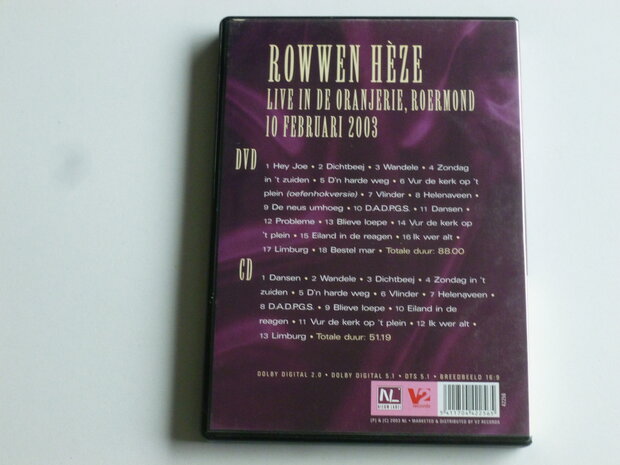 ROWWEN HÈZE
LIVE IN DE ORANJERIE, ROERMOND
10 FEBRUARI 2003
DVD
1 Hey Joe • 2 Dichtbeej • 3 Wandele • 4 Zondag
in 't zuiden • 5 D'n harde weg • 6 Vur de kerk op 't
plein (oefenhokversie) • 7 Vlinder • 8 Helenaveen •
9 De neus umhoeg • 10 D.A.D.P.G.S. • 11 Dansen •
12 Probleme • 13 Blieve loepe • 14 Vur de kerk op
't plein • 15 Eiland in de reagen • 16 Ik wer alt •
17 Limburg • 18 Bestel mar • Totale duur: 88.00
CD
1 Dansen • 2 Wandele • 3 Dichtbeej • 4 Zondag in 't
zuiden • 5 D'n harde weg • 6 Vlinder • 7 Helenaveen •
8 D.A.D.P.G.S. • 9 Blieve loepe • 10 Eiland in de
reagen • 11 Vur de kerk op 't plein • 12 Ik wer alt •
13 Limburg • Totale duur: 51.19
DOLBY DIGITAL 2.0 • DOLBY DIGITAL 5.1 • DTS 5.1 • BREEDBEELD 16:9
NL
V2
records
(P) & (C) 2003 NL • MARKETED & DISTRIBUTED BY V2 RECORDS